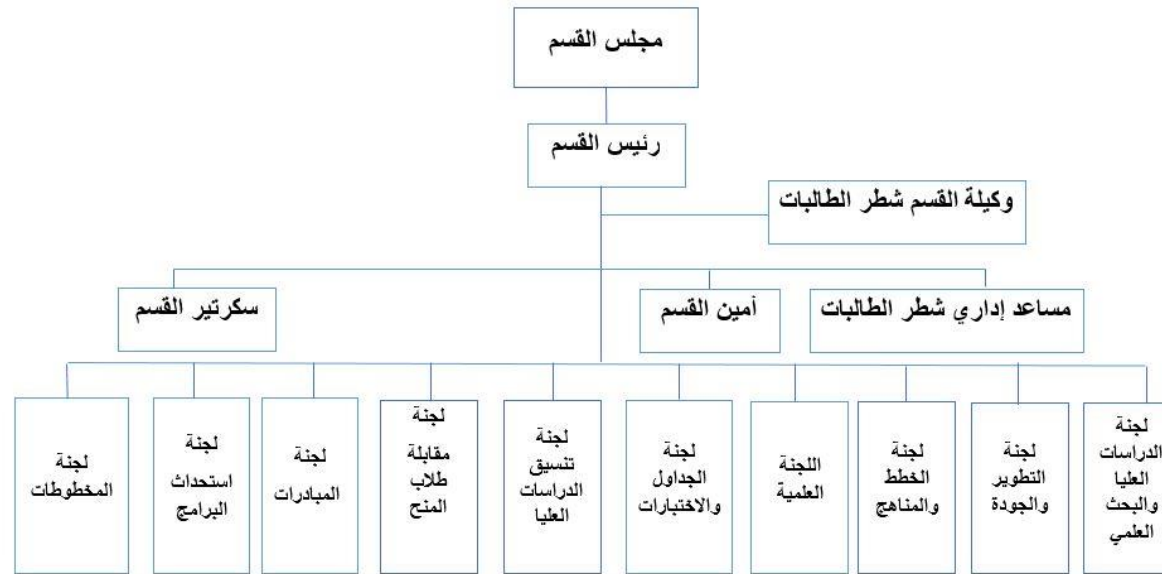 مجلس القسم
رئيس القسم
وكيلة القسم شطر الطالبات
مساعد إداري شطر الطالبات
أمين القسم
سكرتير القسم
لجنة
الدراسات
العليا
والبحث
العلمي
لجنة
التطوير
والجودة
لجنة
الخطط
والمناهج
اللجنة
العلمية
لجنة
الجداول
والاختبارات
لجنة
تنسيق
الدراسات
العليا
لجنة
مقابلة
طلاب
المنح
لجنة
المبادرات
لجنة
استحداث
البرامج
لجنة
المخطوطات